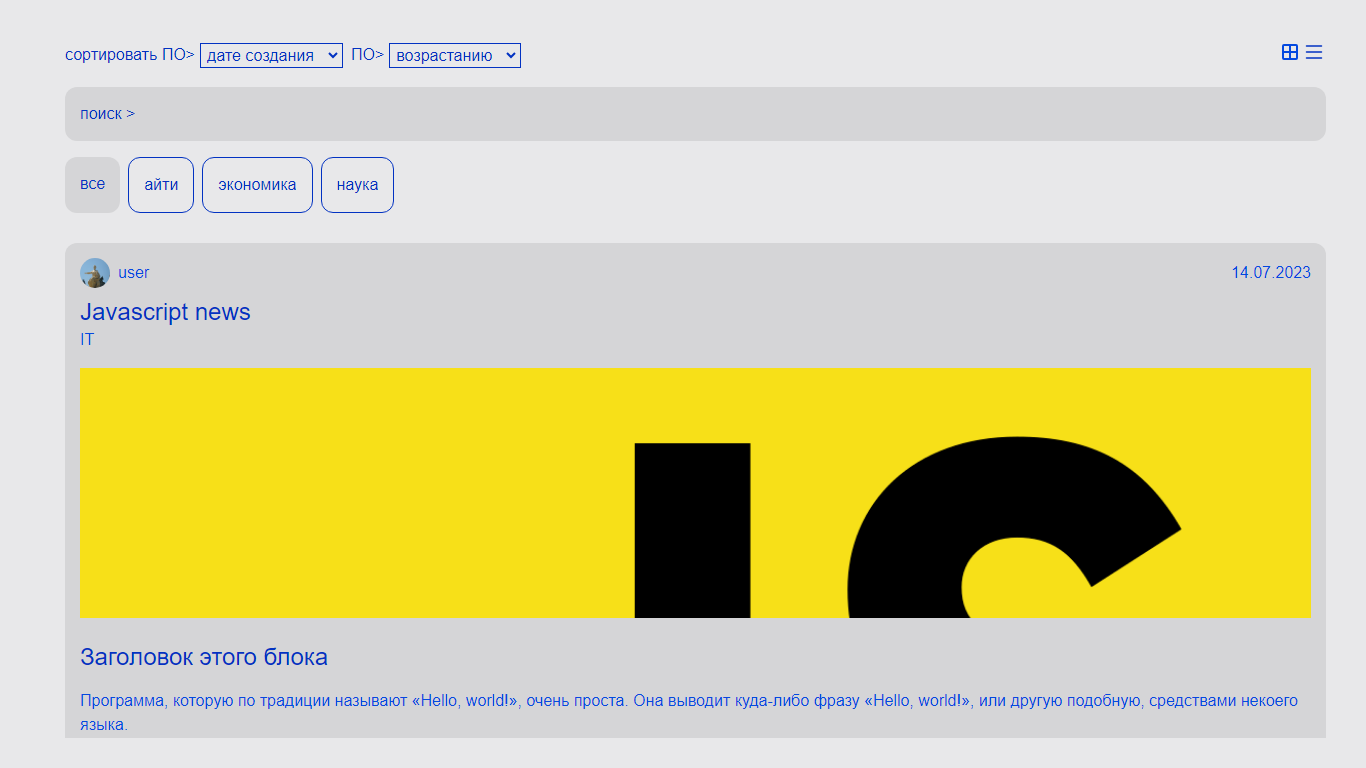 сортировать ПО> дате создания ПО> возрастанию
поиск >
все айти экономика наука
user 14.07.2023
Javascript news
IT
JS
Заголовок этого блока
Программа, которую по традиции называют «Hello, world!», очень проста. Она выводит куда-либо фразу «Hello, world!», или другую подобную, средствами некоего
языка.